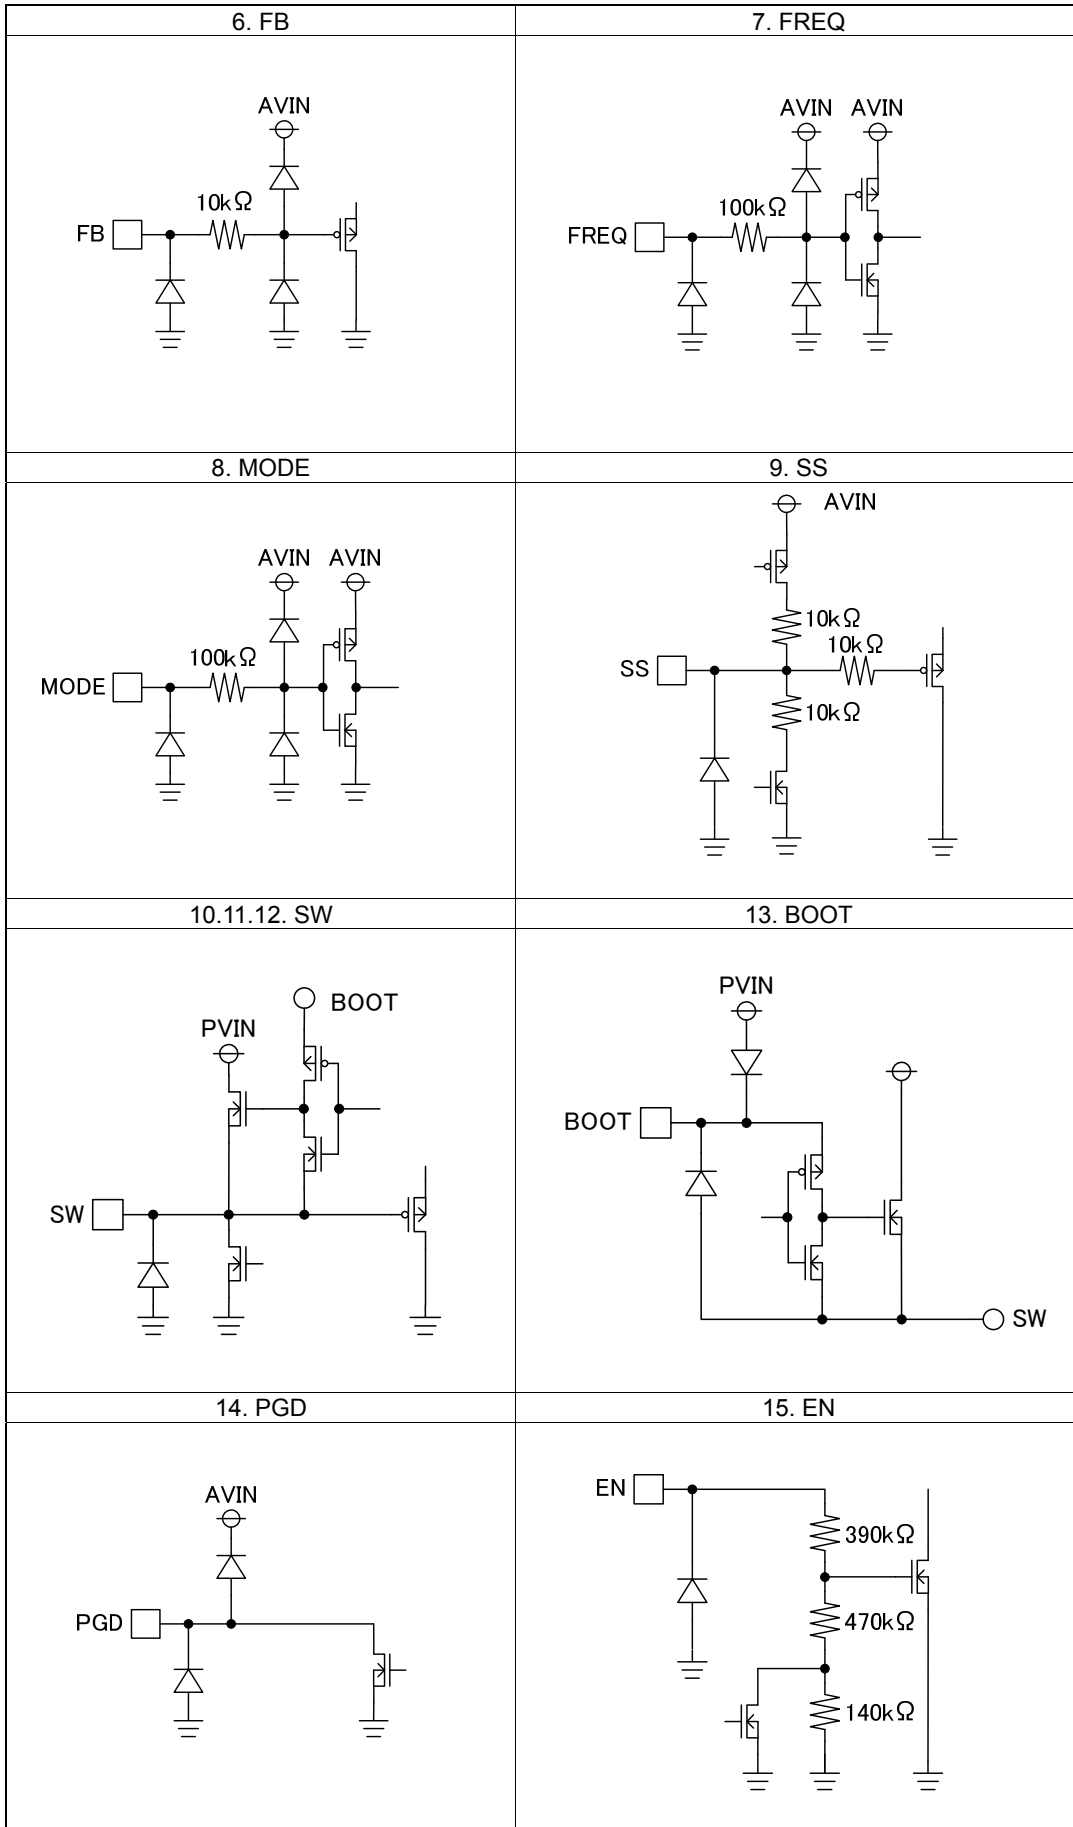 6. FB
7. FREQ
AVIN
10kΩ
FB
AVIN AVIN
100kΩ
FREQ
8. MODE
9. SS
AVIN AVIN
100kΩ
MODE
AVIN
10kΩ
10kΩ
SS
10kΩ
10.11.12. SW
13. BOOT
BOOT
PVIN
SW
PVIN
BOOT
SW
14. PGD
15. EN
AVIN
PGD
EN
390kΩ
470kΩ
140kΩ